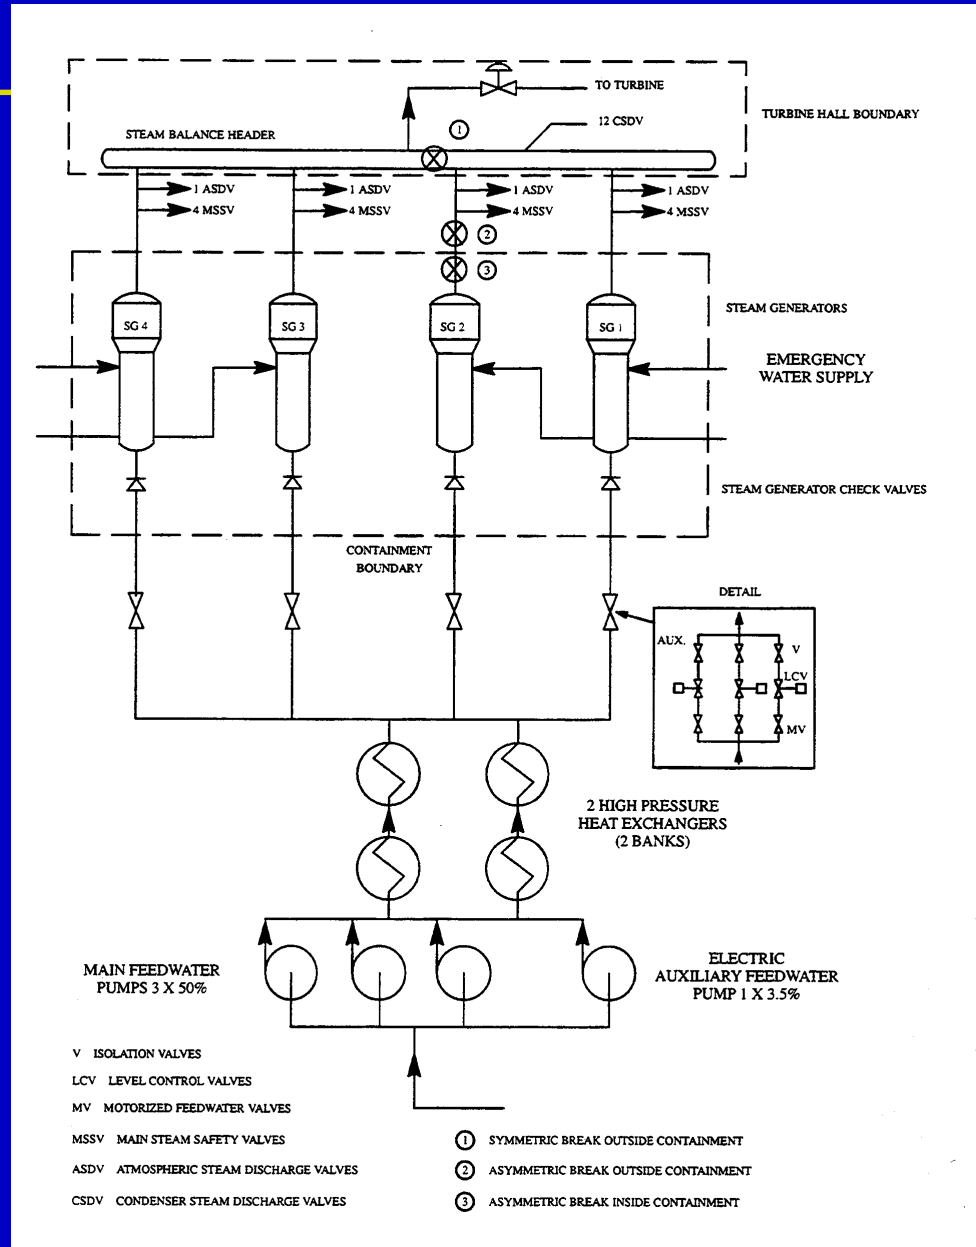 TO TURBINE
TURBINE HALL BOUNDARY
12 CSDV
1
STEAM BALANCE HEADER
1 ASDV
1 ASDV
1 ASDV
1 ASDV
4 MSSV
4 MSSV
4 MSSV
4 MSSV
2
3
STEAM GENERATORS
SG 4
SG 3
SG 2
SG 1
EMERGENCY
WATER SUPPLY
STEAM GENERATOR CHECK VALVES
CONTAINMENT
BOUNDARY
DETAIL
AUX.
V
LCV
MV
2 HIGH PRESSURE
HEAT EXCHANGERS
(2 BANKS)
MAIN FEEDWATER
PUMPS 3 X 50%
ELECTRIC
AUXILIARY FEEDWATER
PUMP 1 X 3.5%
V ISOLATION VALVES
LCV LEVEL CONTROL VALVES
MV MOTORIZED FEEDWATER VALVES
MSSV MAIN STEAM SAFETY VALVES
ASDV ATMOSPHERIC STEAM DISCHARGE VALVES
CSDV CONDENSER STEAM DISCHARGE VALVES
1 SYMMETRIC BREAK OUTSIDE CONTAINMENT
2 ASYMMETRIC BREAK OUTSIDE CONTAINMENT
3 ASYMMETRIC BREAK INSIDE CONTAINMENT